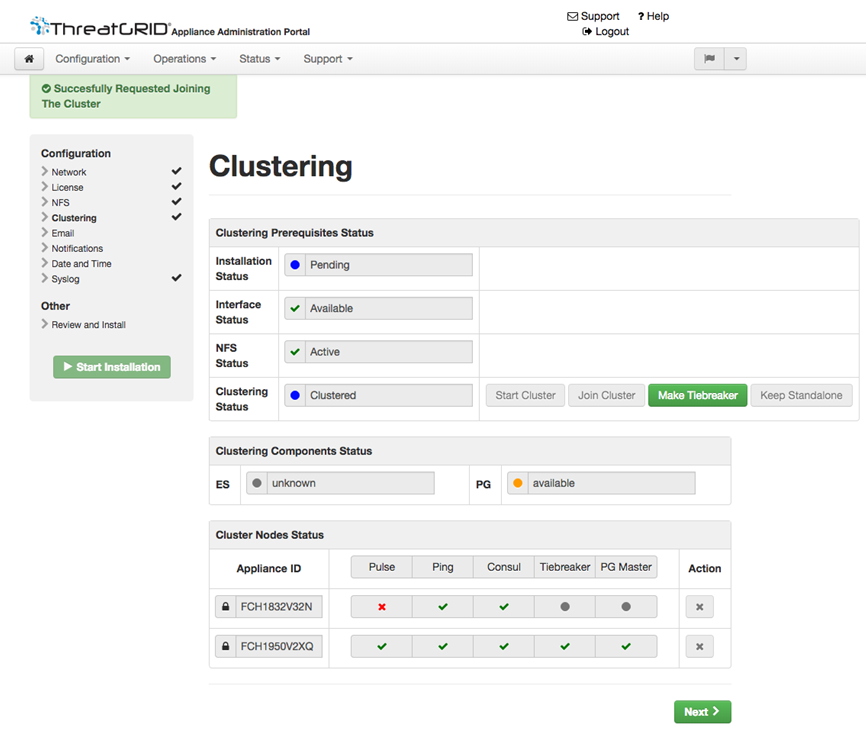 ThreatGRID® Appliance Administration Portal
Support ? Help
Logout
Configuration Operations Status Support
Succesfully Requested Joining
The Cluster
Configuration
Network
License
NFS
Clustering
Email
Notifications
Date and Time
Syslog
Other
Review and Install
Start Installation
Clustering
Clustering Prerequisites Status
Installation
Status
Pending
Interface
Status
Available
NFS
Status
Active
Clustering
Status
Clustered
Start Cluster Join Cluster Make Tiebreaker Keep Standalone
Clustering Components Status
ES unknown PG available
Cluster Nodes Status
Appliance ID Pulse Ping Consul Tiebreaker PG Master Action
FCH1832V32N
FCH1950V2XQ
Next